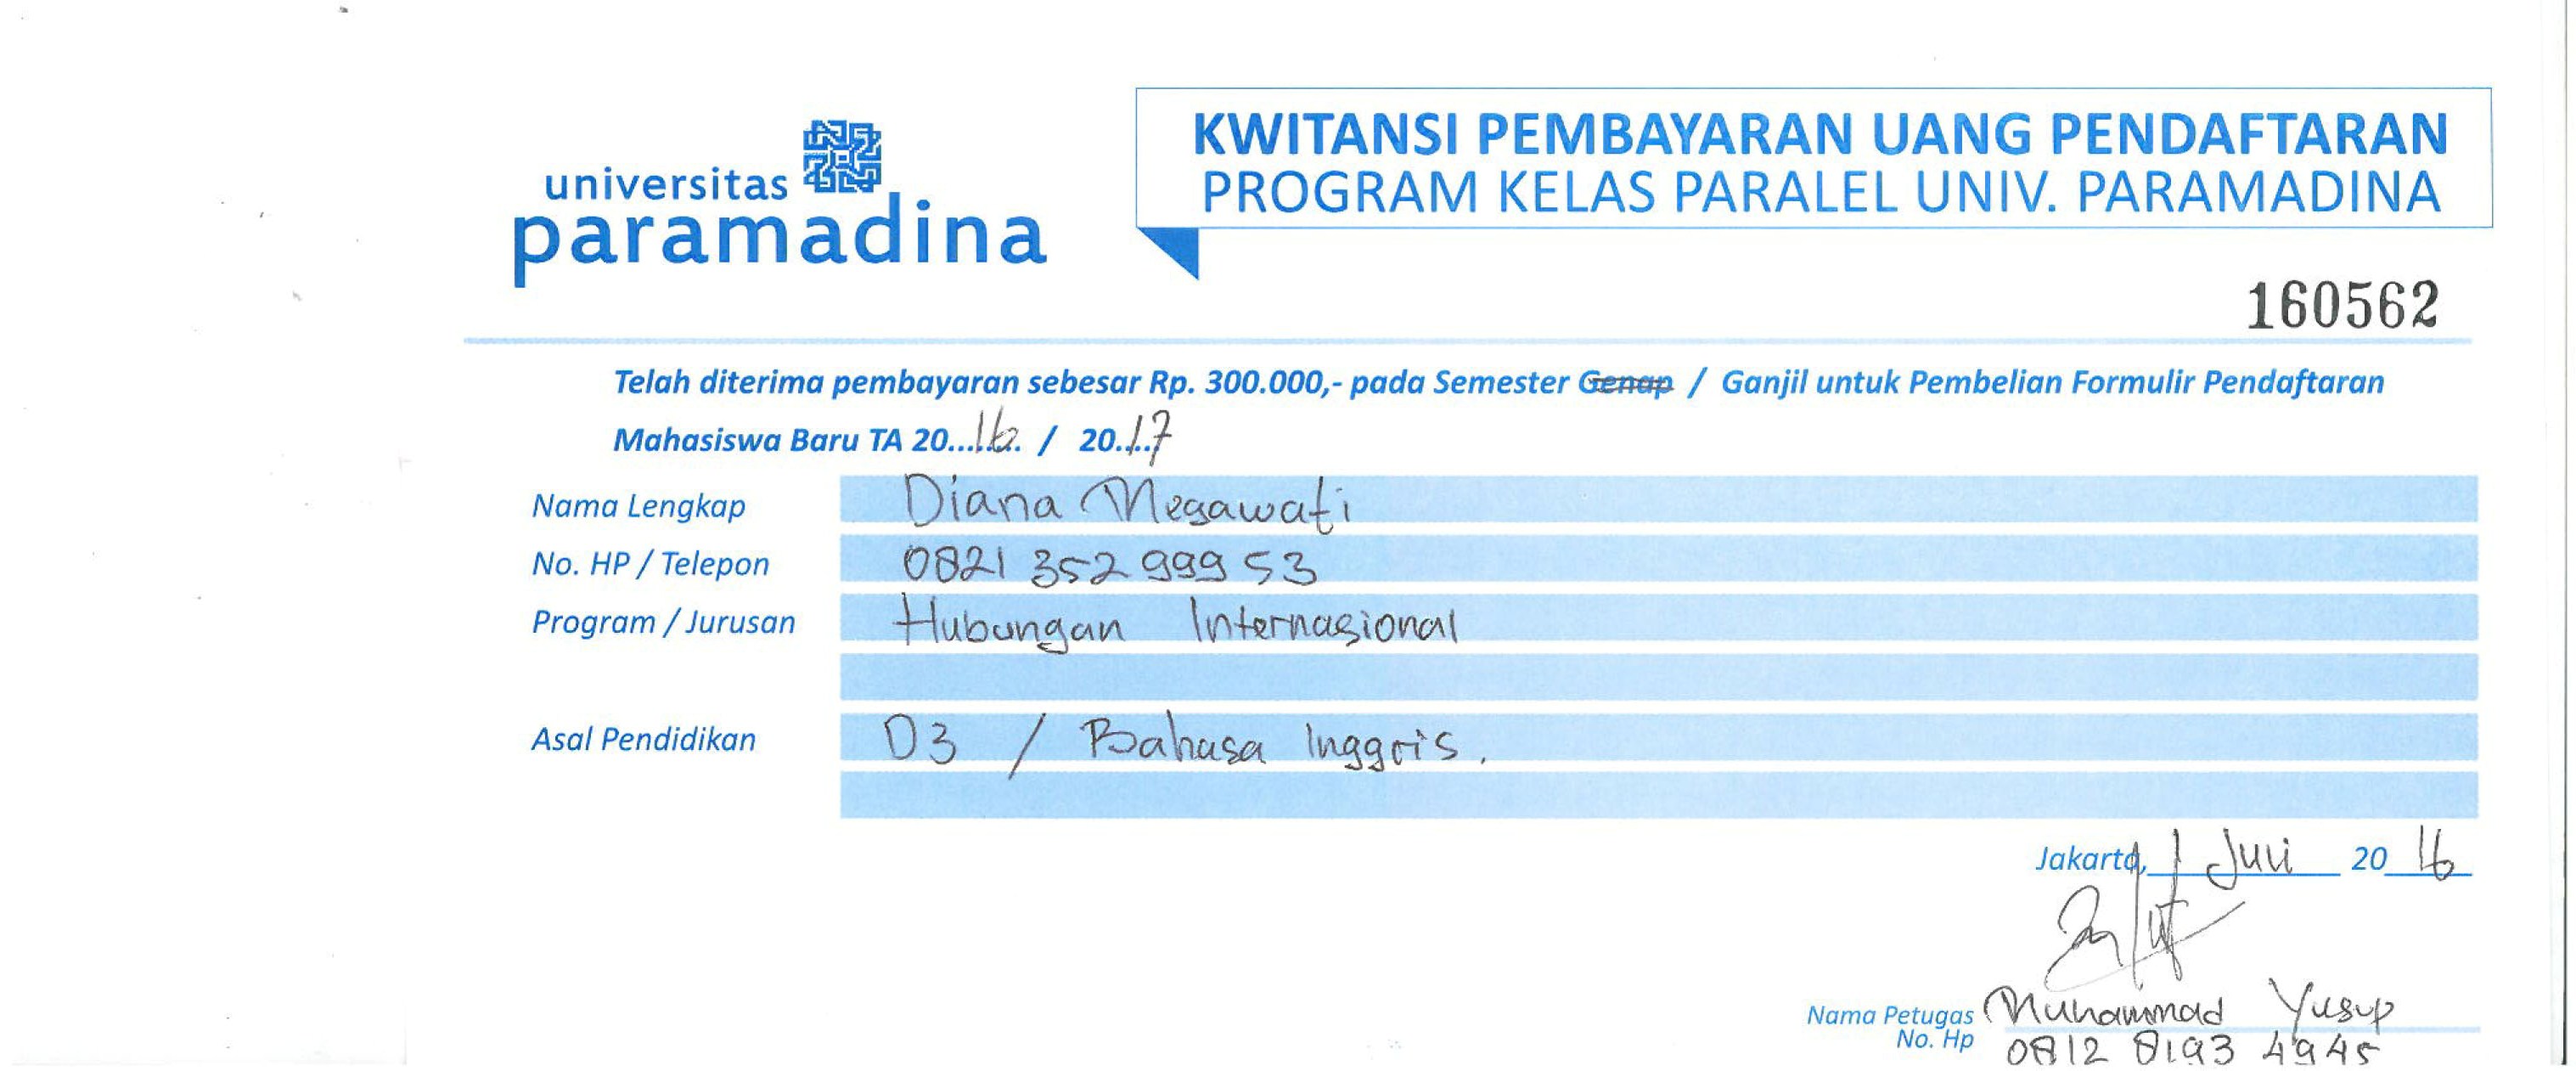 universitas
paramadina
KWITANSI PEMBAYARAN UANG PENDAFTARAN
PROGRAM KELAS PARALEL UNIV. PARAMADINA
160562
Telah diterima pembayaran sebesar Rp. 300.000,- pada Semester Genap / Ganjil untuk Pembelian Formulir Pendaftaran
Mahasiswa Baru TA 20...16... / 20...17
Nama Lengkap Diana Megawati
No. HP / Telepon 0821 352 999 53
Program / Jurusan Hubungan Internasional
Asal Pendidikan D3 / Bahasa Inggris.
Jakarta, 1 Juli 20 16
Nama Petugas Muhammad Yusup
No. Hp 0812 8193 4945